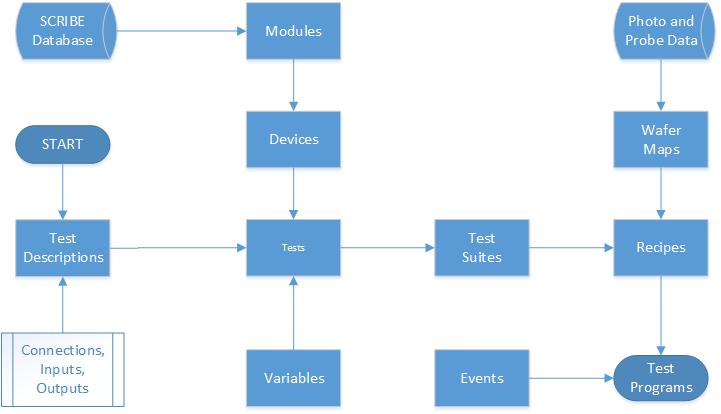 SCRIBE
Database
Modules
Photo and
Probe Data
START
Devices
Wafer
Maps
Test
Descriptions
Tests
Test
Suites
Recipes
Connections,
Inputs,
Outputs
Variables
Events
Test
Programs